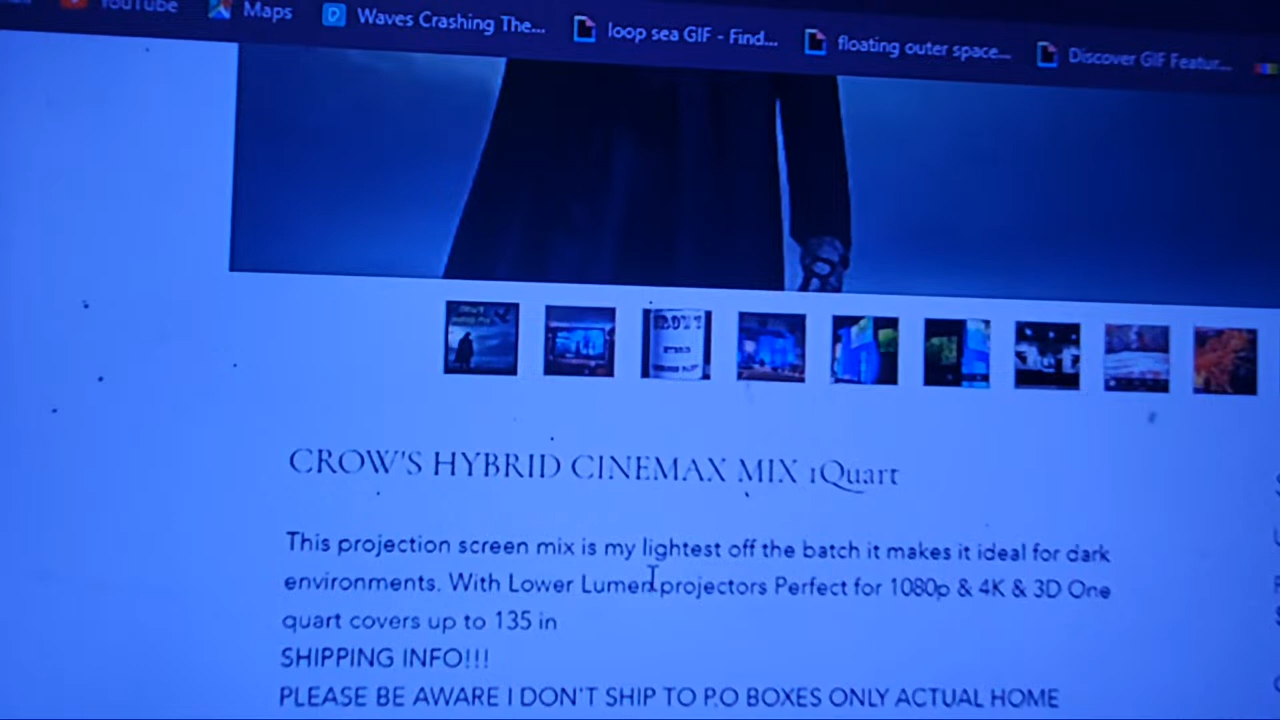 YouTube
Maps
Waves Crashing The...
loop sea GIF - Find...
floating outer space...
Discover GIF Featur...
CROW'S HYBRID CINEMAX MIX 1Quart
This projection screen mix is my lightest off the batch it makes it ideal for dark
environments. With Lower Lumen projectors Perfect for 1080p & 4K & 3D One
quart covers up to 135 in
SHIPPING INFO!!!
PLEASE BE AWARE I DON'T SHIP TO P.O BOXES ONLY ACTUAL HOME